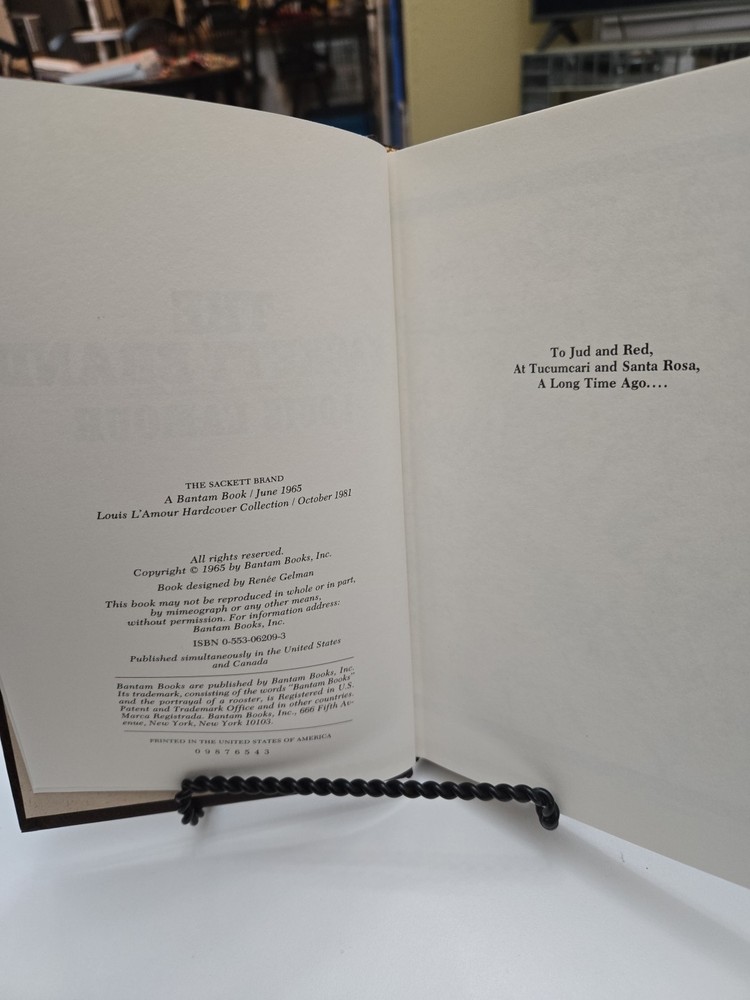 THE SACKETT BRAND
A Bantam Book / June 1965
Louis L'Amour Hardcover Collection / October 1981
All rights reserved.
Copyright © 1965 by Bantam Books, Inc.
Book designed by Renée Gelman
This book may not be reproduced in whole or in part,
by mimeograph or any other means,
without permission. For information address:
Bantam Books, Inc.
ISBN 0-553-06209-3
Published simultaneously in the United States
and Canada
Bantam Books are published by Bantam Books, Inc.
Its trademark, consisting of the words "Bantam Books"
and the portrayal of a rooster, is Registered in U.S.
Patent and Trademark Office and in other countries.
Marca Registrada. Bantam Books, Inc., 666 Fifth Av-
enue, New York, New York 10103.
PRINTED IN THE UNITED STATES OF AMERICA
0 9 8 7 6 5 4 3
To Jud and Red,
At Tucumcari and Santa Rosa,
A Long Time Ago....